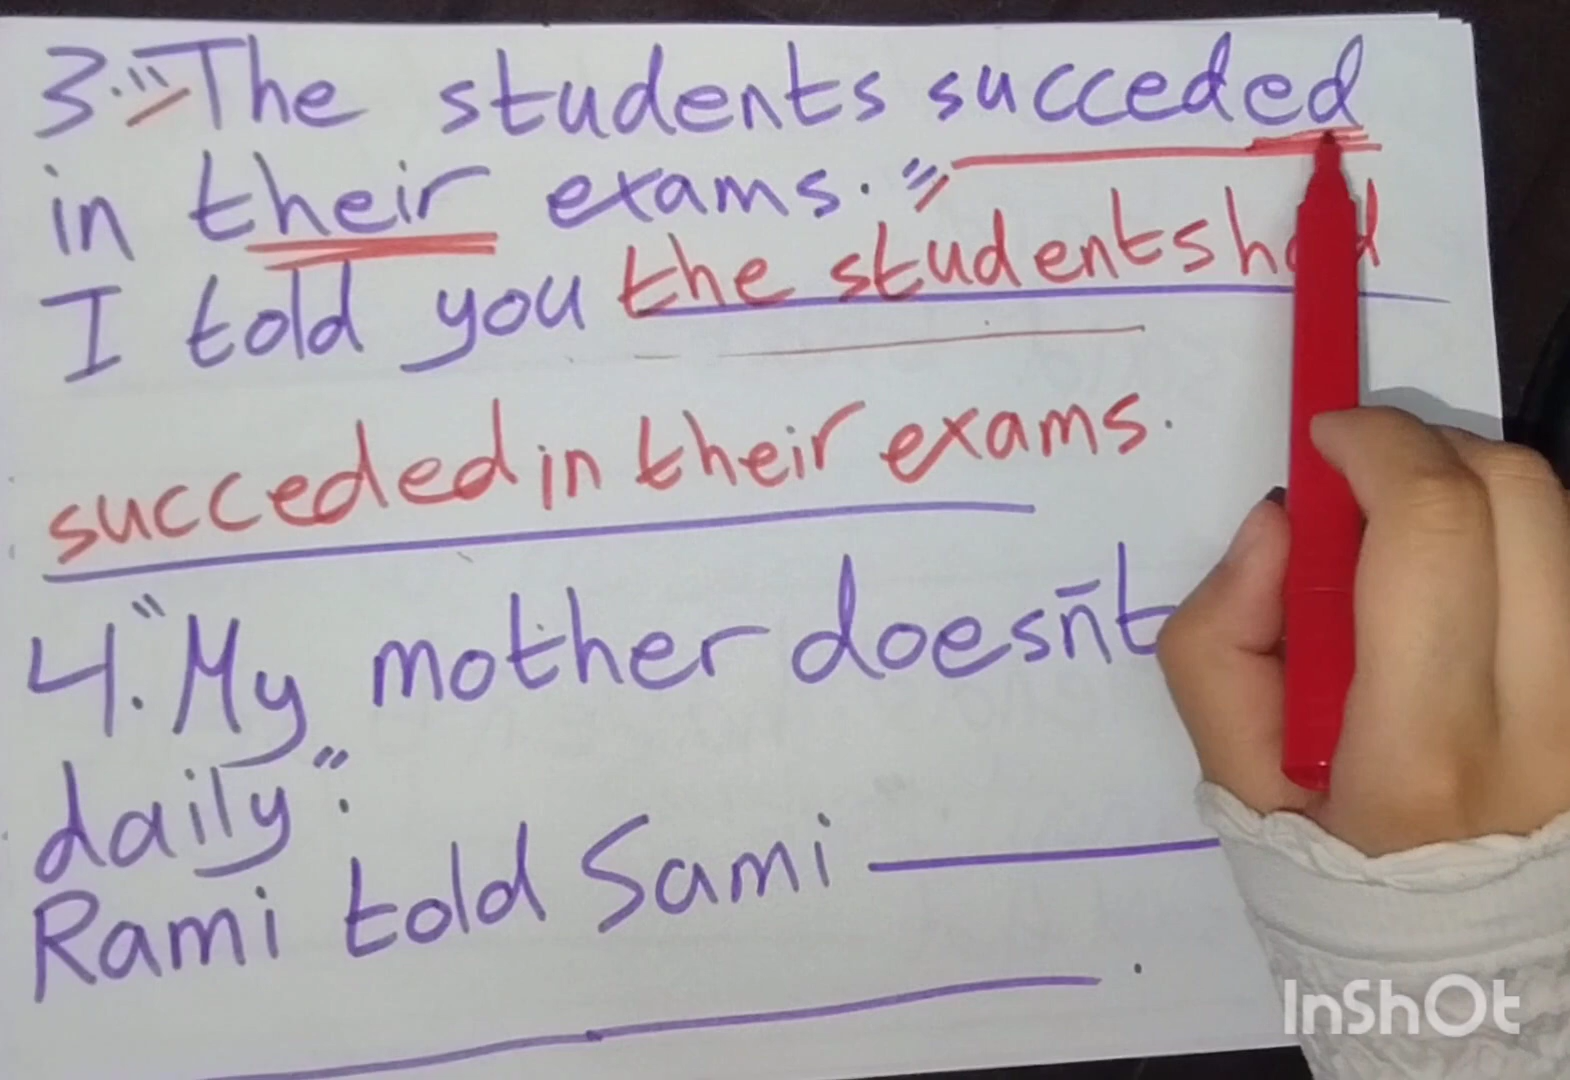 3. "The students succeded
in their exams."
I told you the students had
succeded in their exams.
4. "My mother doesn't
daily".
Rami told Sami
InShOt